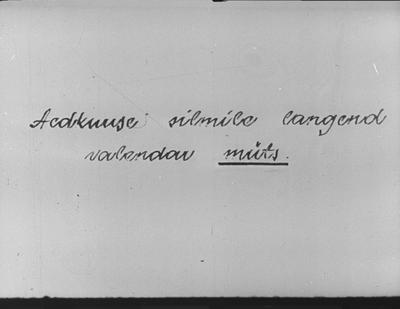 Aedkuuse silmile langend
valendav müts.